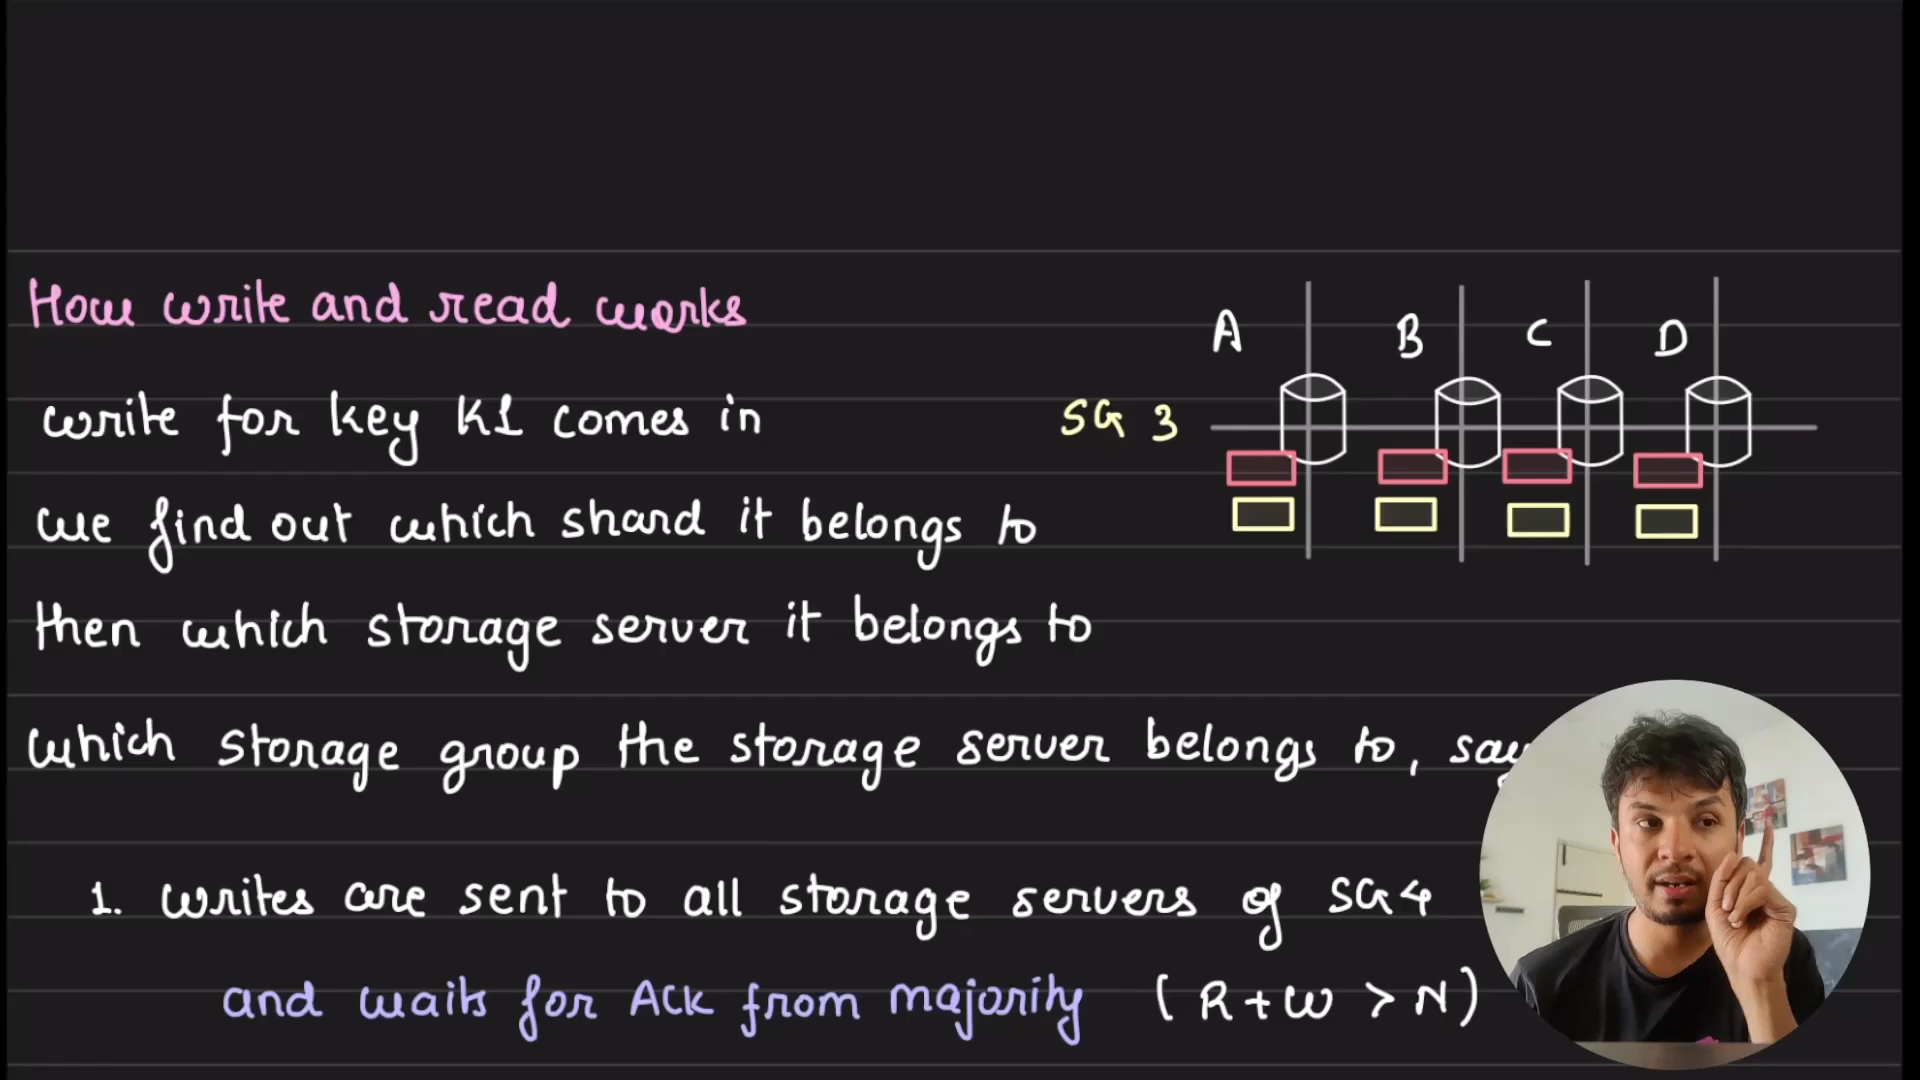 How write and read works
A B C D
write for key K1 comes in
SG 3
we find out which shard it belongs to
then which storage server it belongs to
which storage group the storage server belongs to, say
1. writes are sent to all storage servers of SG4
and waits for ACK from majority (R+W > N)